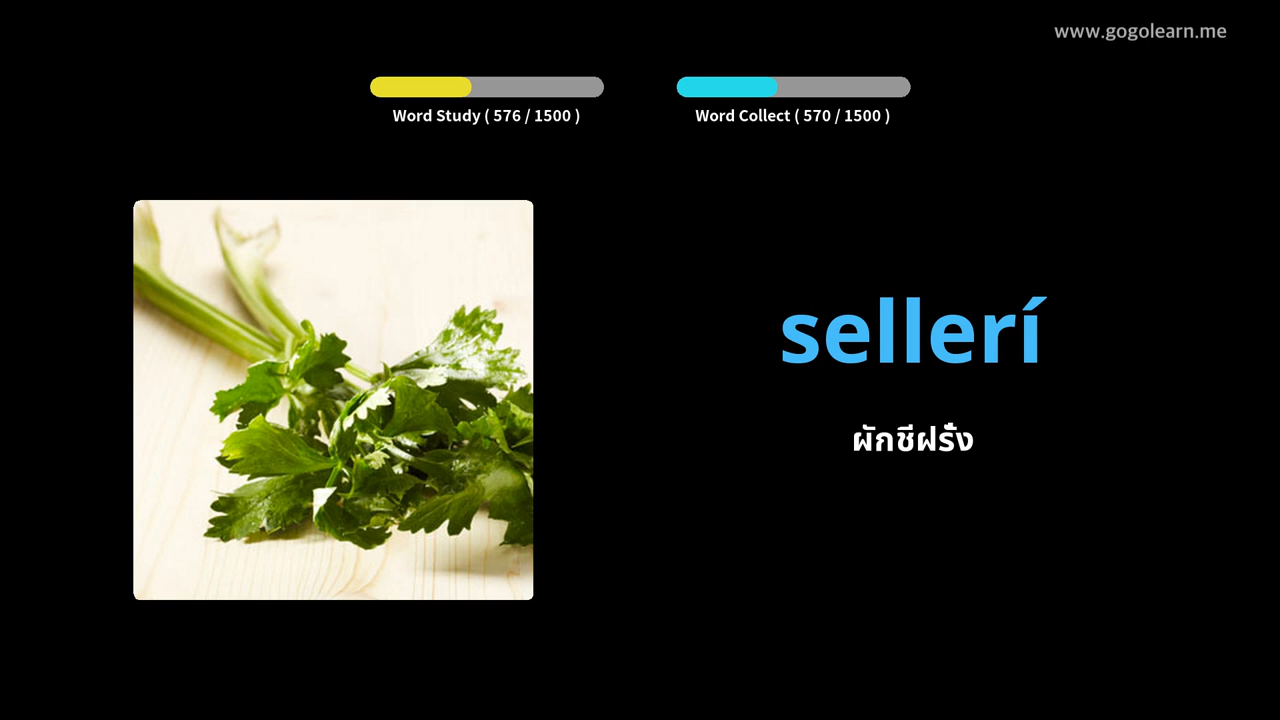 www.gogolearn.me
Word Study ( 576 / 1500 )
Word Collect ( 570 / 1500 )
sellerí
ผักชีฝรั่ง